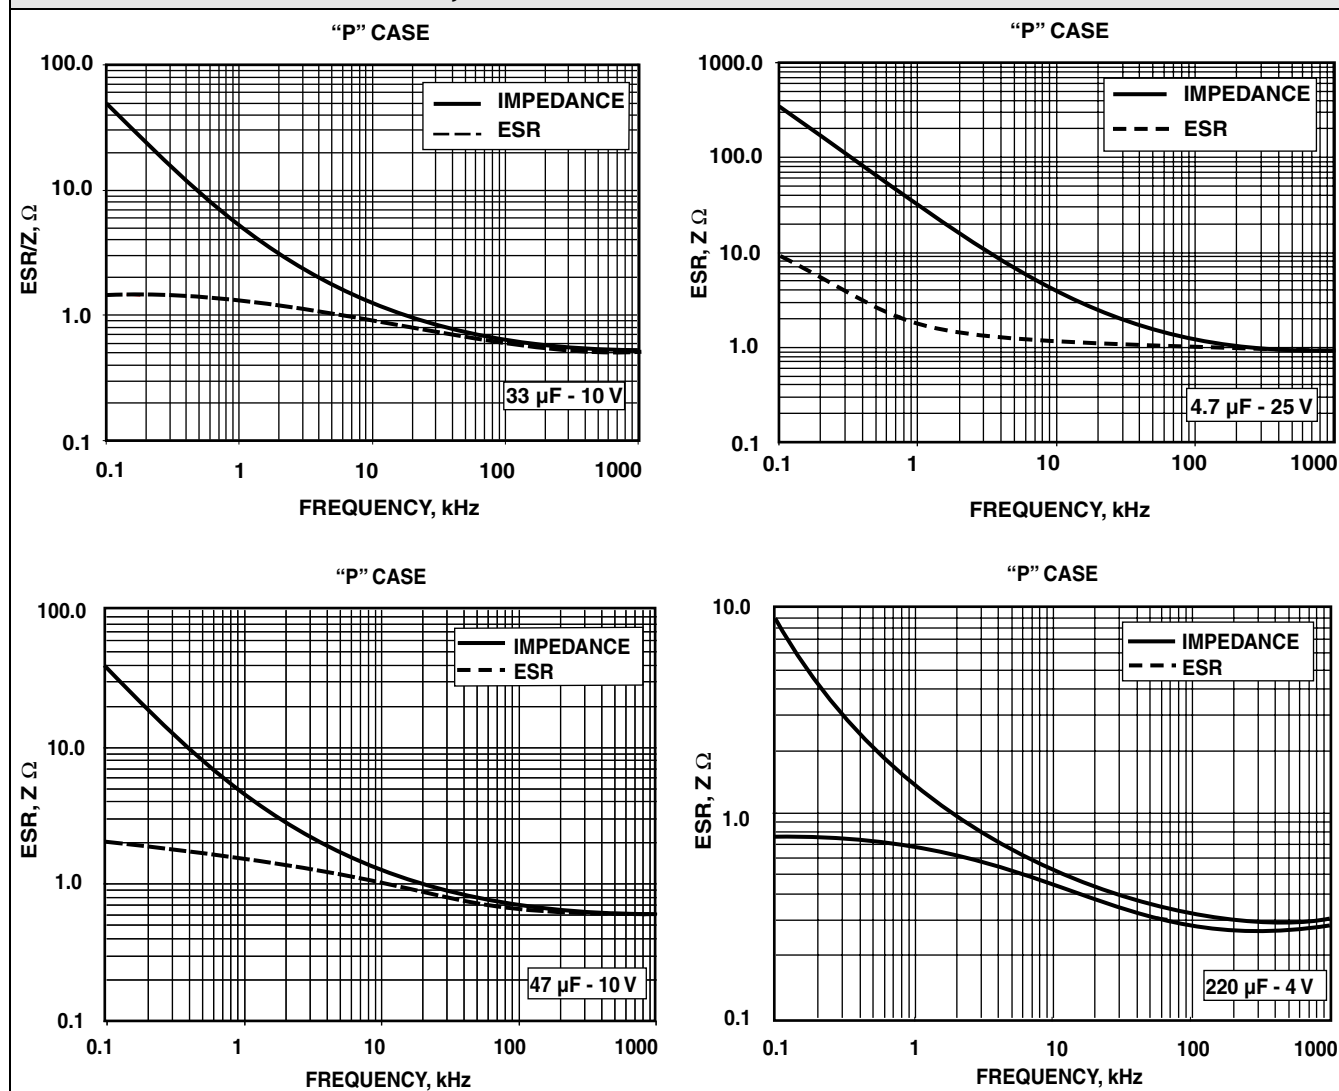 “P” CASE
100.0
10.0
1.0
0.1
ESR/Z, Ω
IMPEDANCE
ESR
33 µF - 10 V
0.1 1 10 100 1000
FREQUENCY, kHz
“P” CASE
1000.0
100.0
10.0
1.0
0.1
ESR, Z Ω
IMPEDANCE
ESR
4.7 µF - 25 V
0.1 1 10 100 1000
FREQUENCY, kHz
“P” CASE
100.0
10.0
1.0
0.1
ESR, Z Ω
IMPEDANCE
ESR
47 µF - 10 V
0.1 1 10 100 1000
FREQUENCY, kHz
“P” CASE
10.0
1.0
0.1
ESR, Z Ω
IMPEDANCE
ESR
220 µF - 4 V
0.1 1 10 100 1000
FREQUENCY, kHz